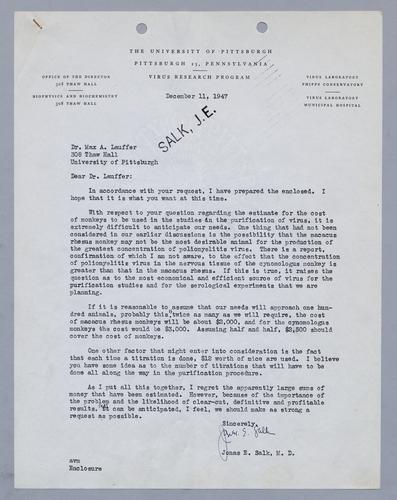 THE UNIVERSITY OF PITTSBURGH
PITTSBURGH 13, PENNSYLVANIA
VIRUS RESEARCH PROGRAM
OFFICE OF THE DIRECTOR
308 THAW HALL
BIOPHYSICS AND BIOCHEMISTRY
308 THAW HALL
VIRUS LABORATORY
PHIPPS CONSERVATORY
VIRUS LABORATORY
MUNICIPAL HOSPITAL
December 11, 1947
SALK, J.E.
Dr. Max A. Lauffer
308 Thaw Hall
University of Pittsburgh
Dear Dr. Lauffer:
In accordance with your request, I have prepared the enclosed. I
hope that it is what you want at this time.
With respect to your question regarding the estimate for the cost
of monkeys to be used in the studies in the purification of virus, it is
extremely difficult to anticipate our needs. One thing that had not been
considered in our earlier discussions is the possibility that the macacus
rhesus monkey may not be the most desirable animal for the production of
the greatest concentration of poliomyelitis virus. There is a report,
confirmation of which I am not aware, to the effect that the concentration
of poliomyelitis virus in the nervous tissue of the cynomologus monkey is
greater than that in the macacus rhesus. If this is true, it raises the
question as to the most economical and efficient source of virus for the
purification studies and for the serological experiments that we are
planning.
If it is reasonable to assume that our needs will approach one hun-
dred animals, probably this twice as many as we will require, the cost
of macacus rhesus monkeys will be about $2,000, and for the cynomologus
monkeys the cost would be $3,000. Assuming half and half, $2,500 should
cover the cost of monkeys.
One other factor that might enter into consideration is the fact
that each time a titration is done, $12 worth of mice are used. I believe
you have some idea as to the number of titrations that will have to be
done all along the way in the purification procedure.
As I put all this together, I regret the apparently large sums of
money that have been estimated. However, because of the importance of
the problem and the likelihood of clear-cut, definitive and profitable
results, that can be anticipated, I feel, we should make as strong a
request as possible.
Sincerely,
Jonas E. Salk
Jonas E. Salk, M. D.
avm
Enclosure